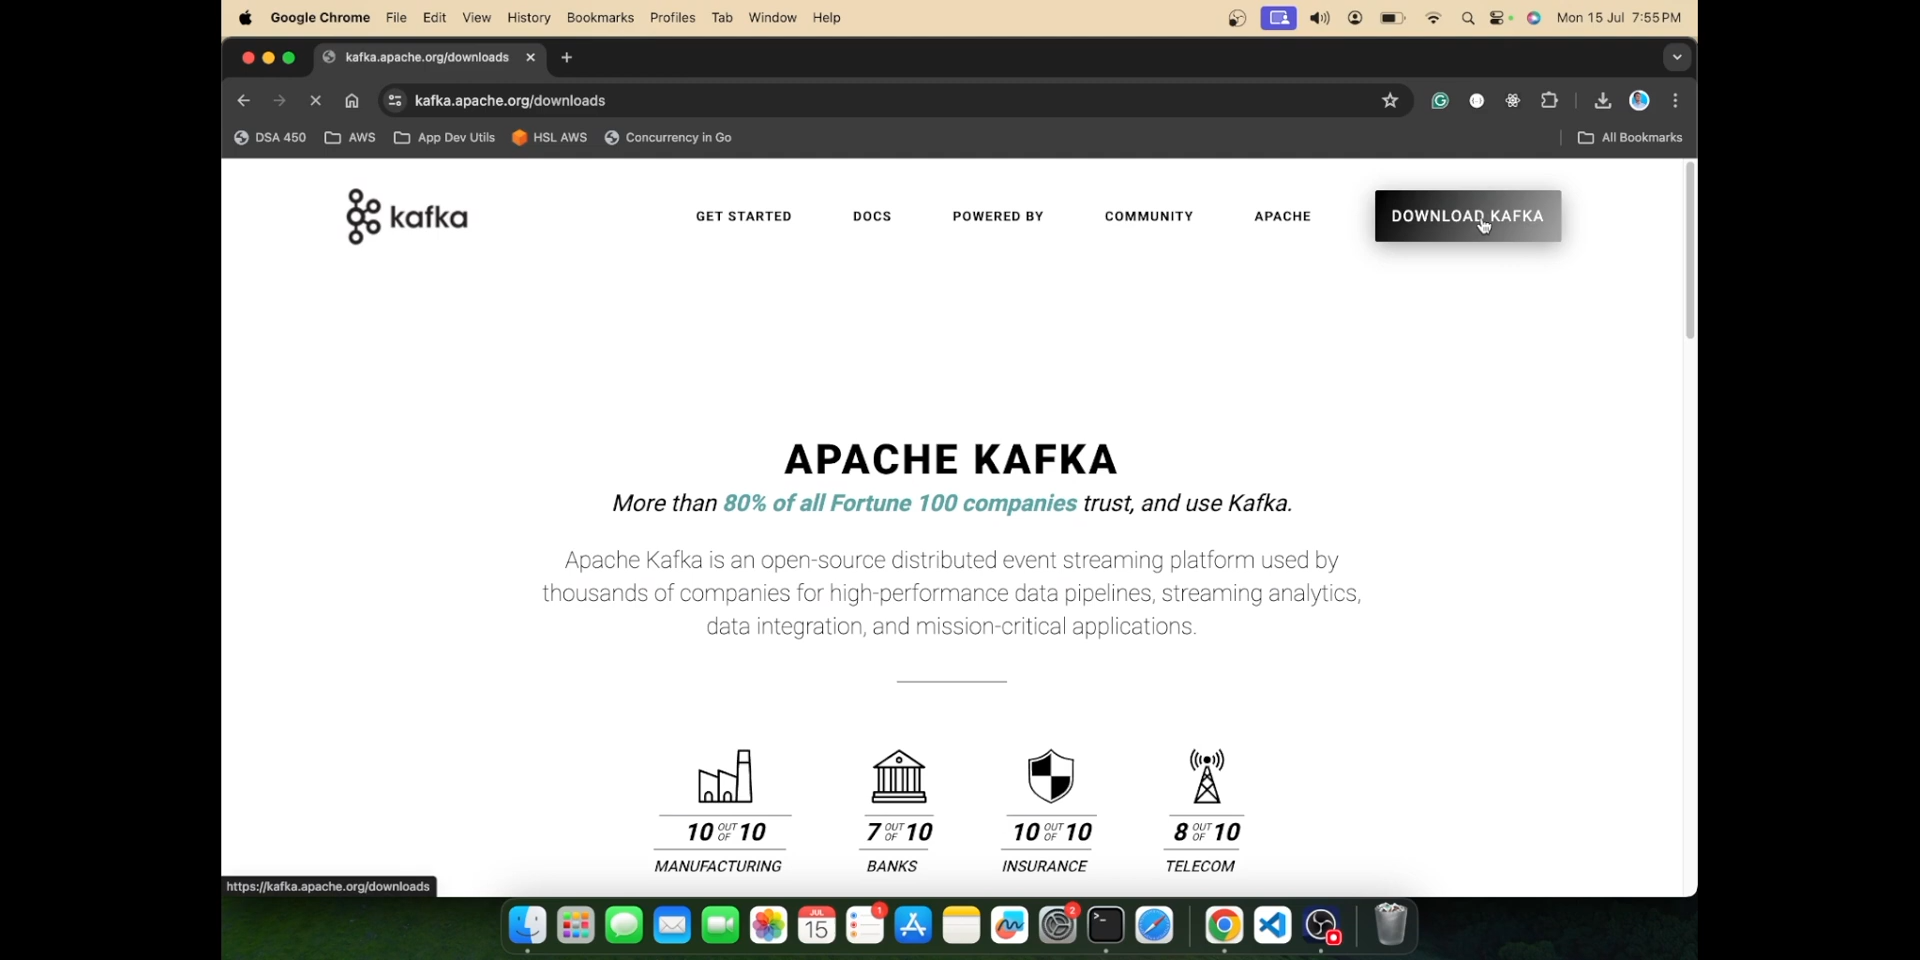 Google Chrome File Edit View History Bookmarks Profiles Tab Window Help Mon 15 Jul 7:55 PM
kafka.apache.org/downloads
kafka.apache.org/downloads
DSA 450 AWS App Dev Utils HSL AWS Concurrency in Go All Bookmarks
kafka GET STARTED DOCS POWERED BY COMMUNITY APACHE DOWNLOAD KAFKA
APACHE KAFKA
More than 80% of all Fortune 100 companies trust, and use Kafka.
Apache Kafka is an open-source distributed event streaming platform used by
thousands of companies for high-performance data pipelines, streaming analytics,
data integration, and mission-critical applications.
10 OUT OF 10 7 OUT OF 10 10 OUT OF 10 8 OUT OF 10
MANUFACTURING BANKS INSURANCE TELECOM
https://kafka.apache.org/downloads
JUL 15 1 2